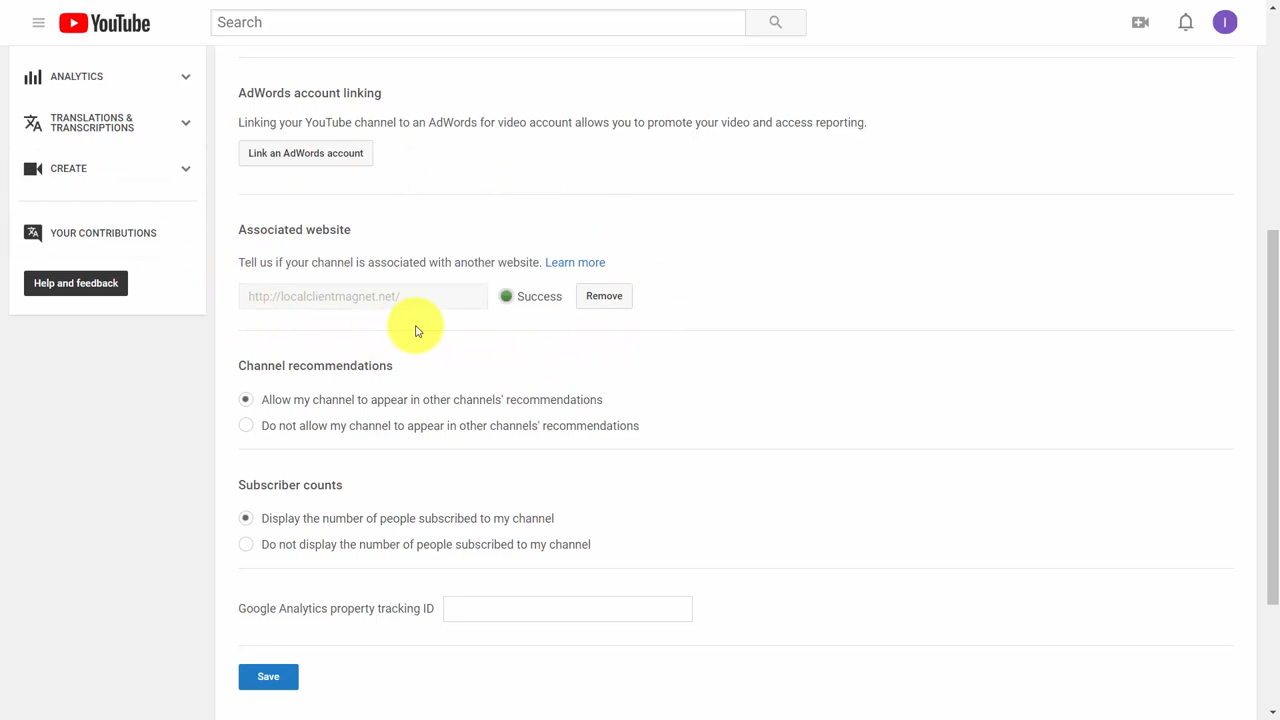 YouTube
Search
I
ANALYTICS
TRANSLATIONS &
TRANSCRIPTIONS
CREATE
YOUR CONTRIBUTIONS
Help and feedback
AdWords account linking
Linking your YouTube channel to an AdWords for video account allows you to promote your video and access reporting.
Link an AdWords account
Associated website
Tell us if your channel is associated with another website. Learn more
http://localclientmagnet.net/ Success Remove
Channel recommendations
Allow my channel to appear in other channels' recommendations
Do not allow my channel to appear in other channels' recommendations
Subscriber counts
Display the number of people subscribed to my channel
Do not display the number of people subscribed to my channel
Google Analytics property tracking ID
Save